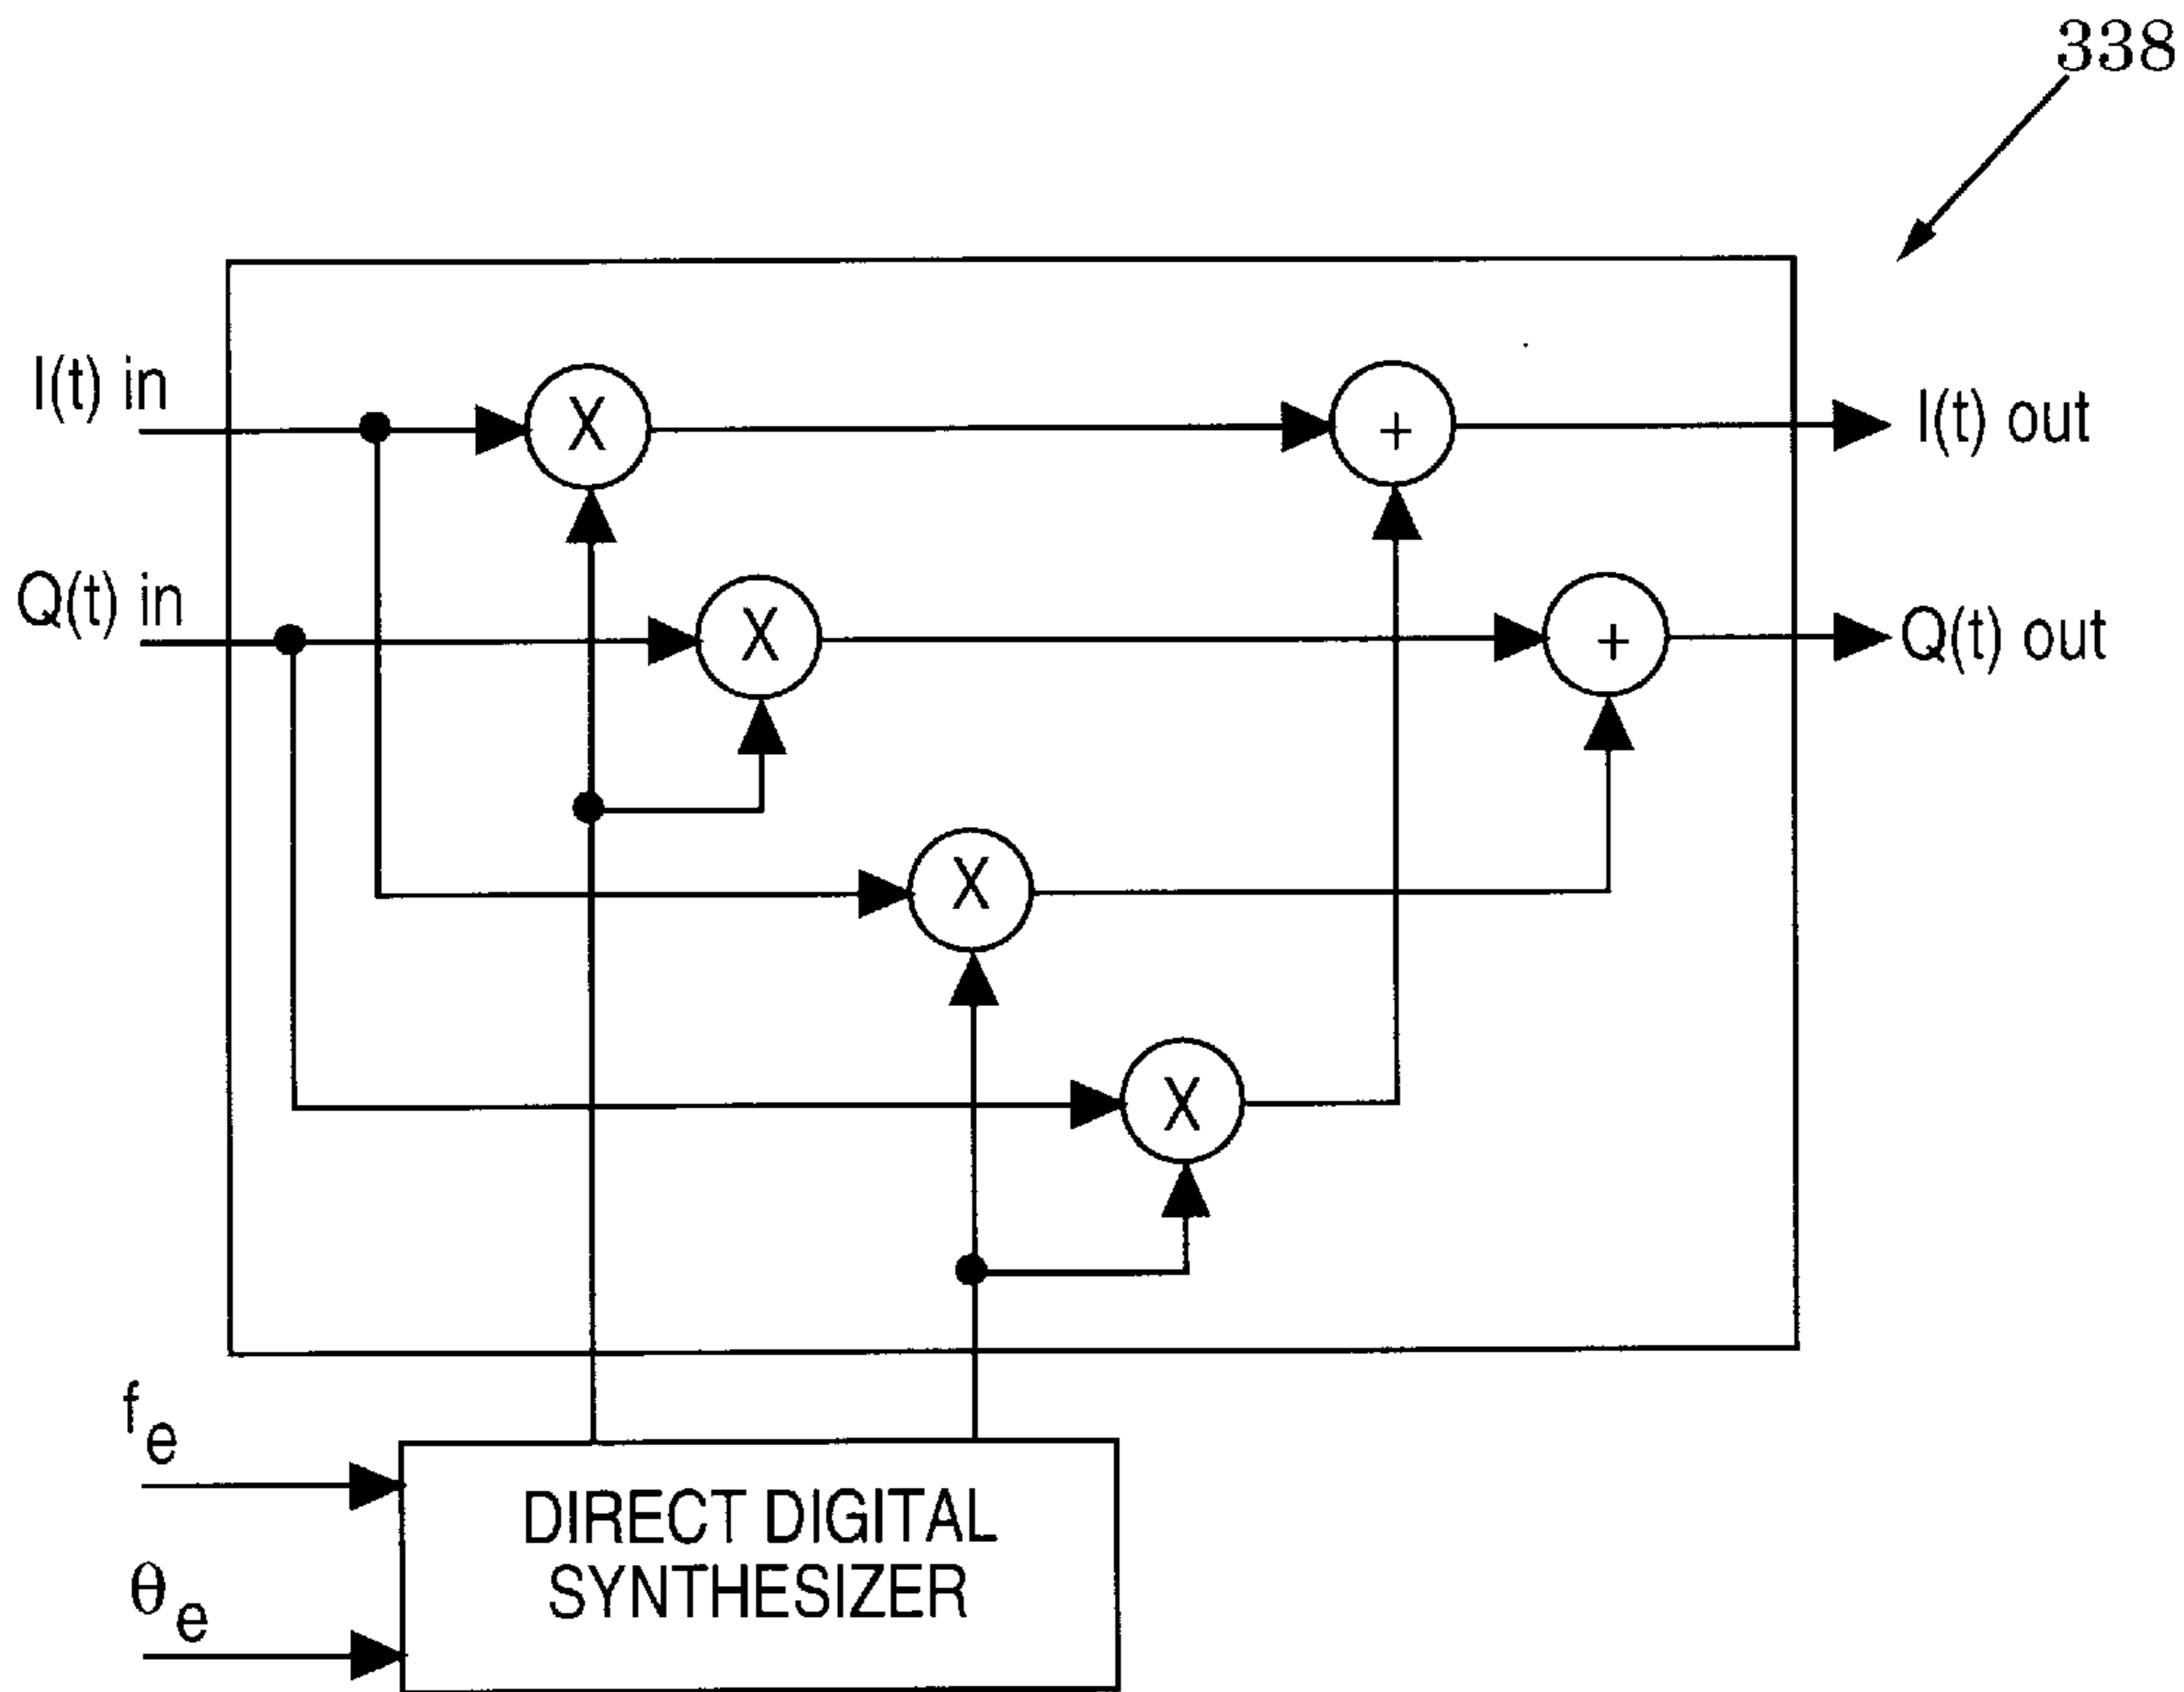 338
I(t) in
X
+
I(t) out
Q(t) in
X
+
Q(t) out
X
X
fe
θe
DIRECT DIGITAL
SYNTHESIZER